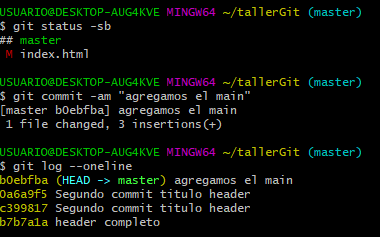 USUARIO@DESKTOP-AUG4KVE MINGW64 ~/tallerGit (master)
$ git status -sb
## master
 M index.html

USUARIO@DESKTOP-AUG4KVE MINGW64 ~/tallerGit (master)
$ git commit -am "agregamos el main"
[master b0ebfba] agregamos el main
 1 file changed, 3 insertions(+)

USUARIO@DESKTOP-AUG4KVE MINGW64 ~/tallerGit (master)
$ git log --oneline
b0ebfba (HEAD -> master) agregamos el main
0a6a9f5 Segundo commit titulo header
c399817 Segundo commit titulo header
b7b7a1a header completo